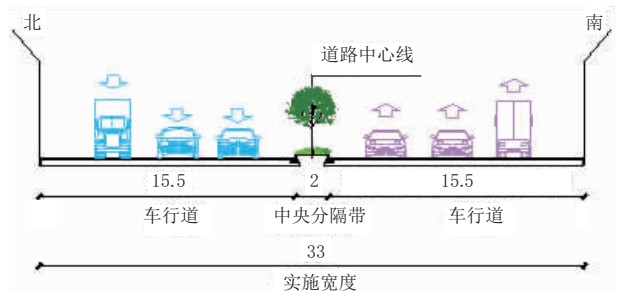 北
南
道路中心线
15.5 2 15.5
车行道 中央分隔带 车行道
33
实施宽度